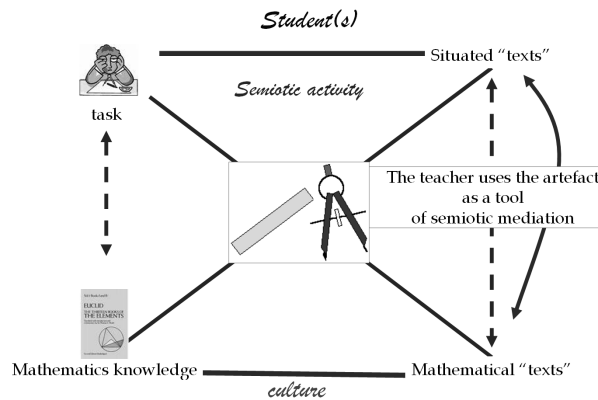 Student(s)
Situated “texts”
Semiotic activity
task
The teacher uses the artefact
as a tool
of semiotic mediation
EUCLID
THE ELEMENTS
Mathematics knowledge
Mathematical “texts”
culture